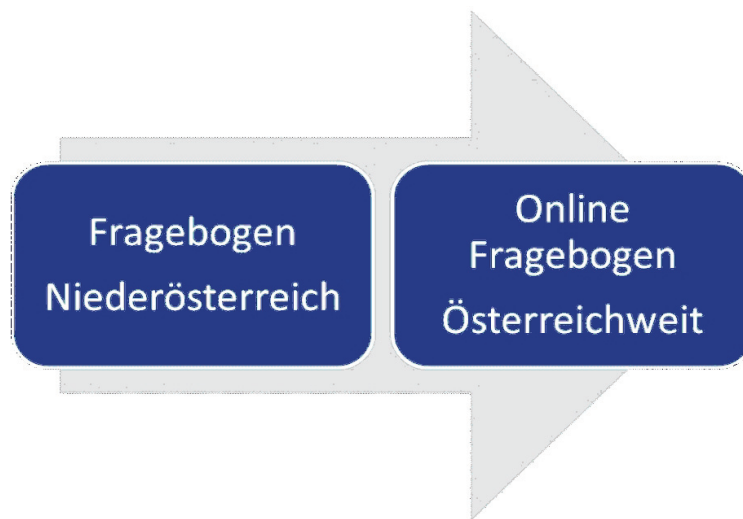 Fragebogen
Niederösterreich
Online
Fragebogen
Österreichweit